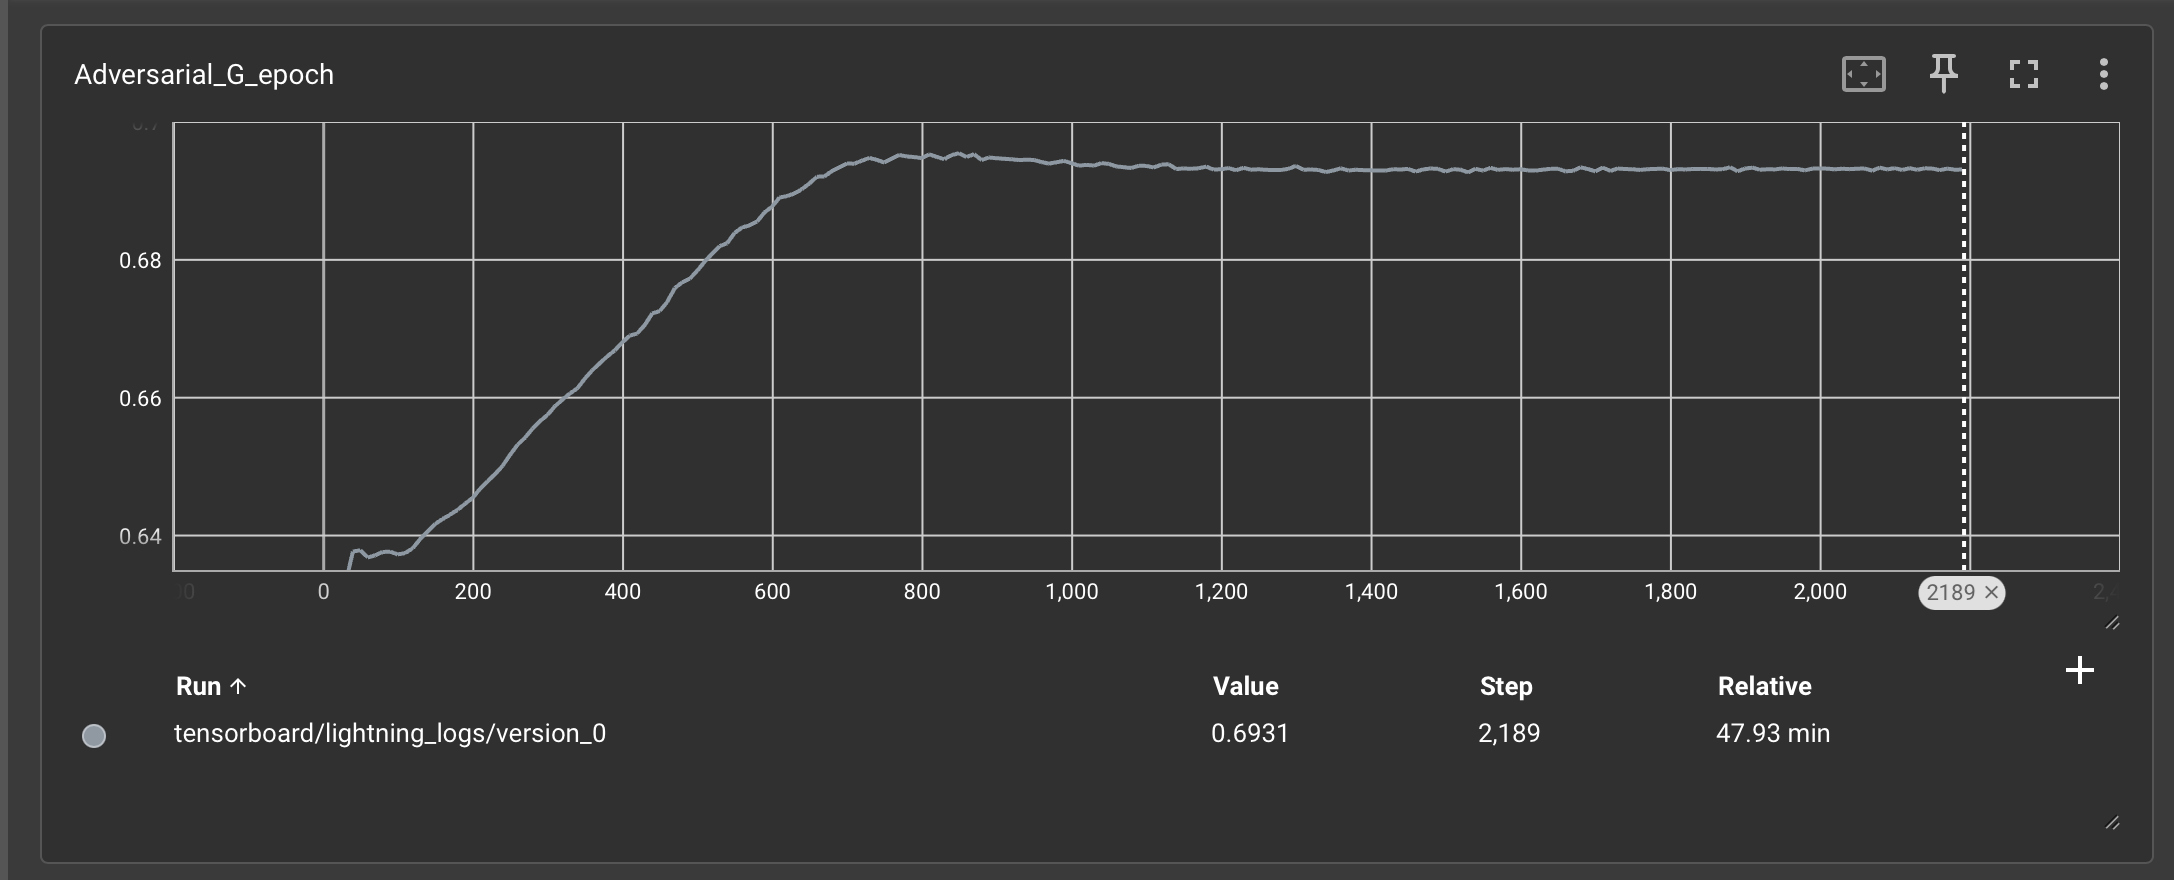 Adversarial_G_epoch
0.7
0.68
0.66
0.64
0 200 400 600 800 1,000 1,200 1,400 1,600 1,800 2,000 2189 ×
Run ↑ Value Step Relative
tensorboard/lightning_logs/version_0 0.6931 2,189 47.93 min